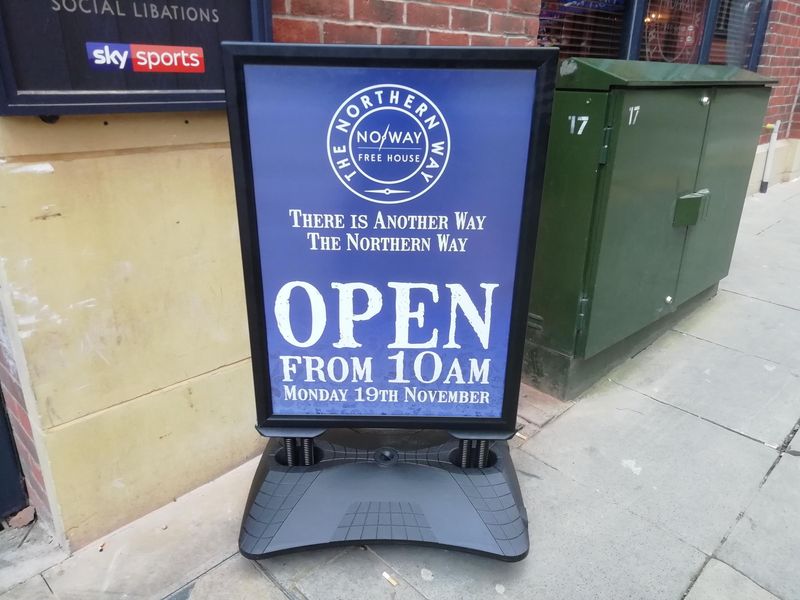 SOCIAL LIBATIONS
sky sports
THE NORTHERN WAY
NO WAY
FREE HOUSE
There is Another Way
The Northern Way
OPEN
FROM 10AM
Monday 19th November
17
17